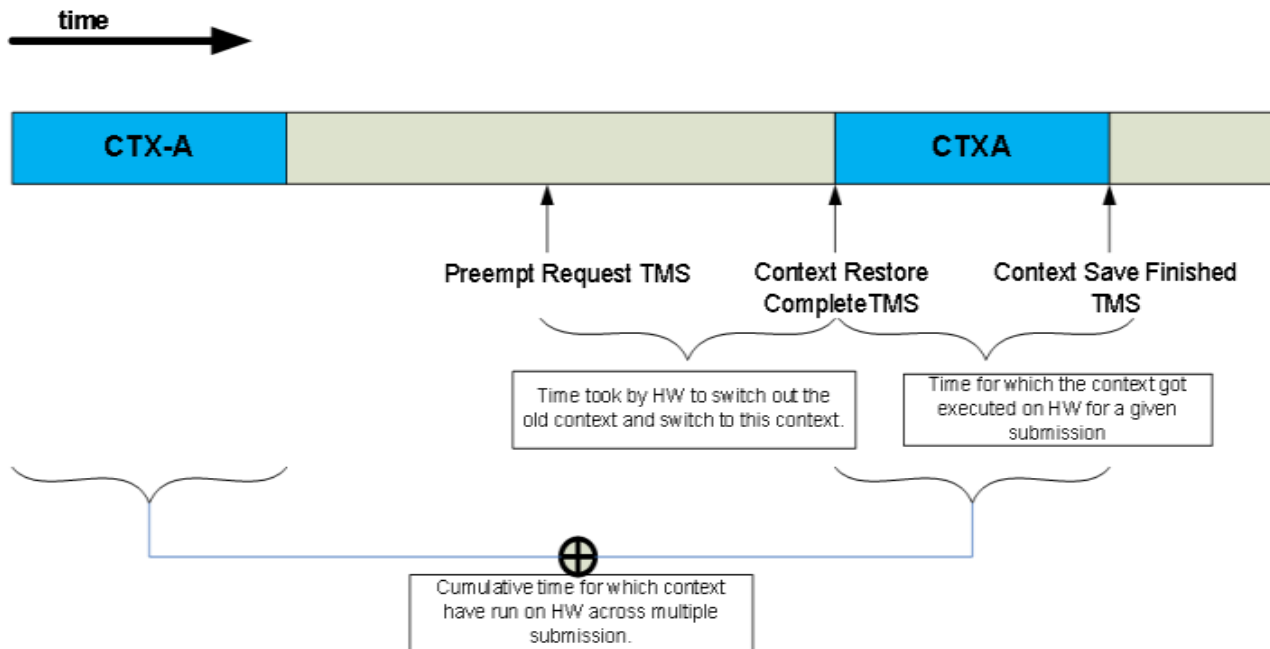 time
CTX-A
CTXA
Preempt Request TMS
Context Restore
CompleteTMS
Context Save Finished
TMS
Time took by HW to switch out the
old context and switch to this context.
Time for which the context got
executed on HW for a given
submission
Cumulative time for which context
have run on HW across multiple
submission.